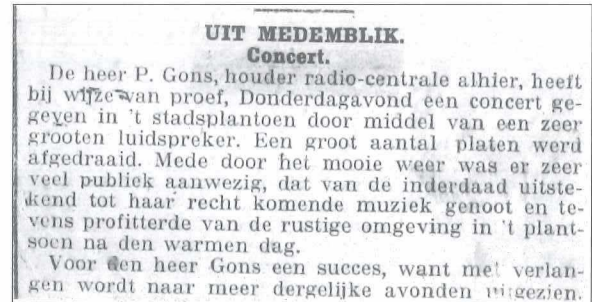 UIT MEDEMBLIK.
Concert.
De heer P. Gons, houder radio-centrale alhier, heeft
bij wijze van proef, Donderdagavond een concert ge-
geven in 't stadsplantoen door middel van een zeer
grooten luidspreker. Een groot aantal platen werd
afgedraaid. Mede door het mooie weer was er zeer
veel publiek aanwezig, dat van de inderdaad uitste-
kend tot haar recht komende muziek genoot en te-
vens profitterde van de rustige omgeving in 't plant-
soen na den warmen dag.
Voor den heer Gons een succes, want met verlan-
gen wordt naar meer dergelijke avonden uitgezien.